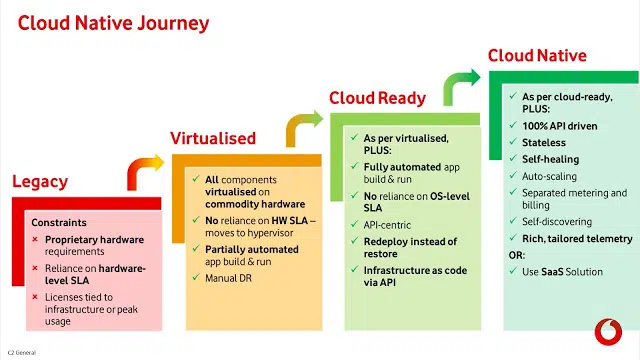 Cloud Native Journey
Legacy
Constraints
Proprietary hardware
requirements
Reliance on hardware-
level SLA
Licenses tied to
infrastructure or peak
usage
Virtualised
All components
virtualised on
commodity hardware
No reliance on HW SLA –
moves to hypervisor
Partially automated
app build & run
Manual DR
Cloud Ready
As per virtualised,
PLUS:
Fully automated app
build & run
No reliance on OS-level
SLA
API-centric
Redeploy instead of
restore
Infrastructure as code
via API
Cloud Native
As per cloud-ready,
PLUS:
100% API driven
Stateless
Self-healing
Auto-scaling
Separated metering and
billing
Self-discovering
Rich, tailored telemetry
OR:
Use SaaS Solution
C2 General